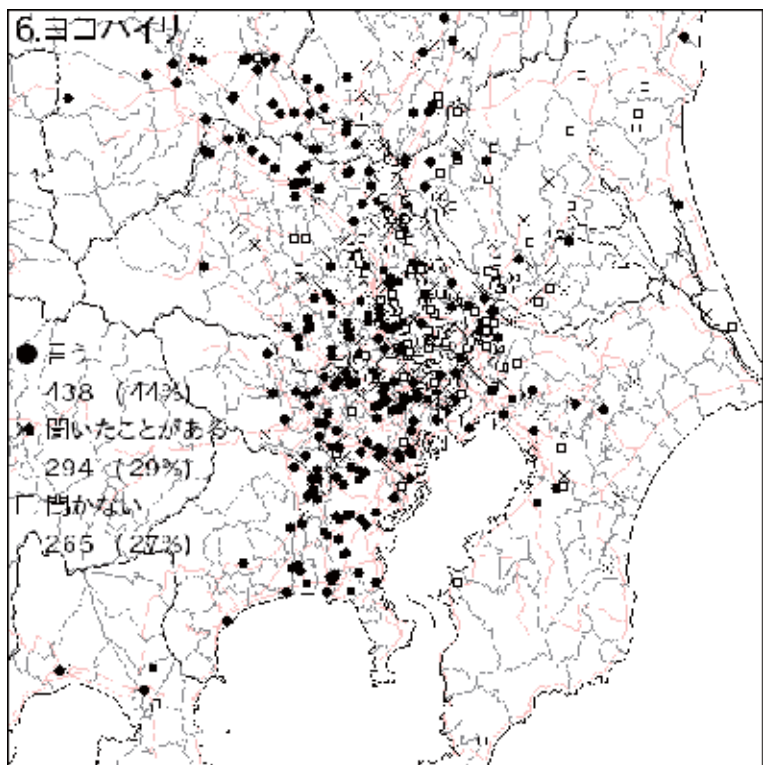 6.ヨコハイリ
言う
438 (44%)
聞いたことがある
294 (29%)
聞かない
265 (27%)